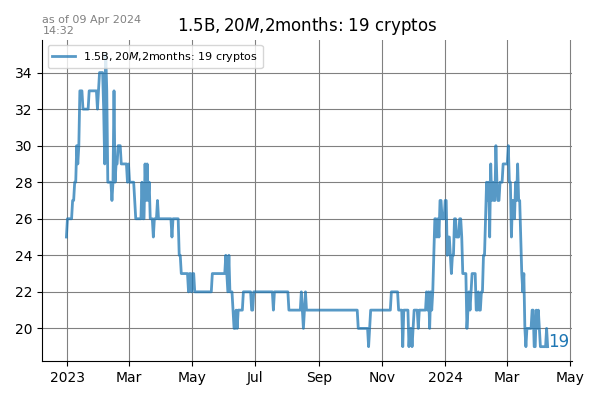 as of 09 Apr 2024
14:32
1.5B, 20M,2months: 19 cryptos
1.5B, 20M,2months: 19 cryptos
34
32
30
28
26
24
22
20
19
2023 Mar May Jul Sep Nov 2024 Mar May